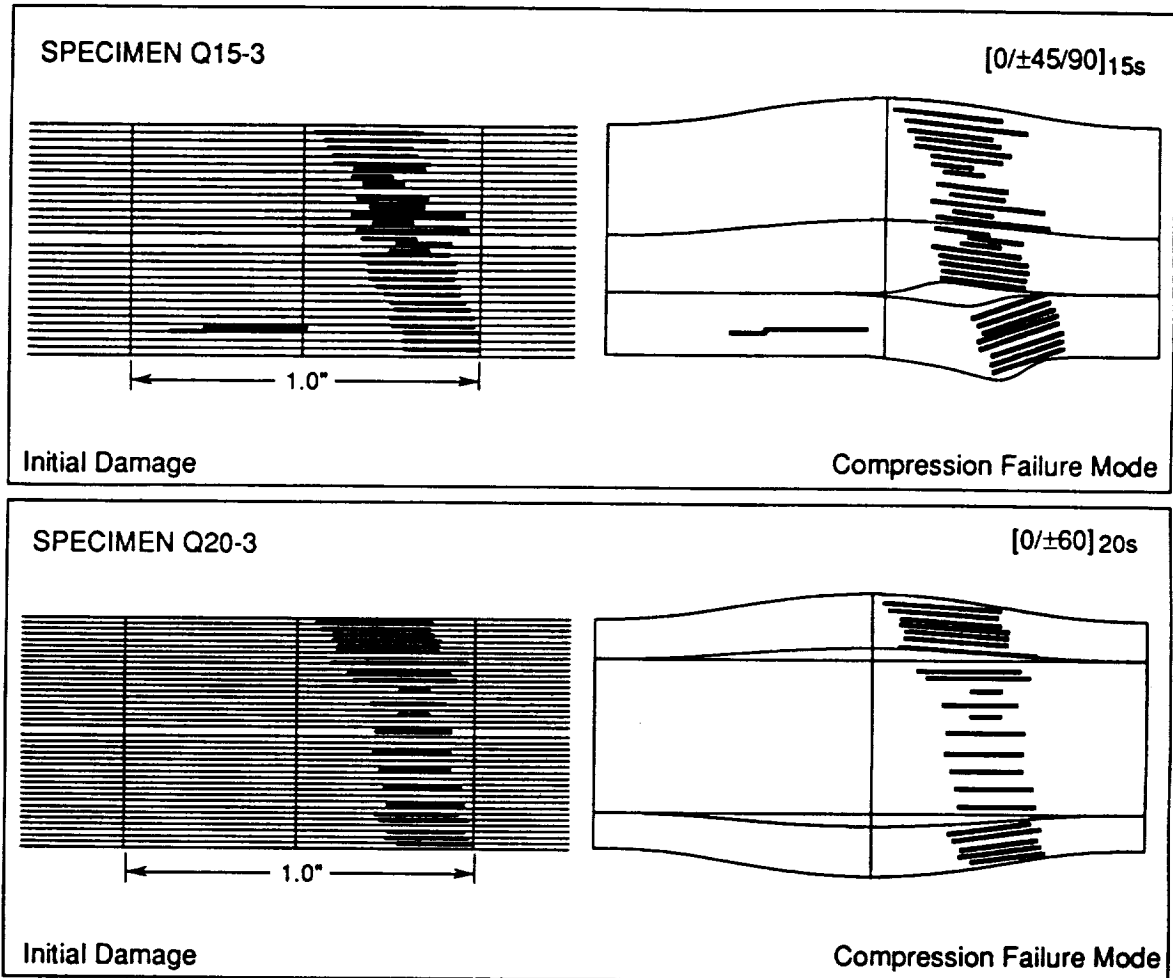 SPECIMEN Q15-3
[0/±45/90]15s
1.0"
Initial Damage
Compression Failure Mode
SPECIMEN Q20-3
[0/±60] 20s
1.0"
Initial Damage
Compression Failure Mode